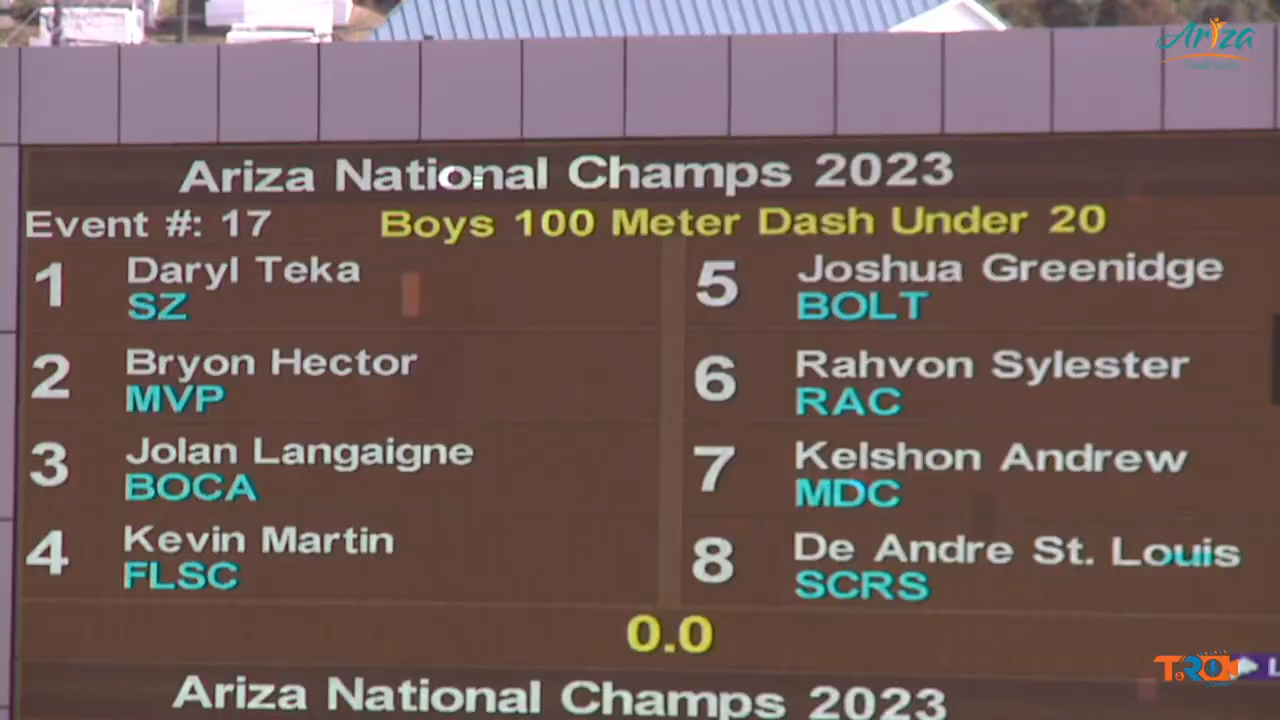 Ariza
Credit Union
Ariza National Champs 2023
Event #: 17 Boys 100 Meter Dash Under 20
1 Daryl Teka
SZ
2 Bryon Hector
MVP
3 Jolan Langaigne
BOCA
4 Kevin Martin
FLSC
5 Joshua Greenidge
BOLT
6 Rahvon Sylester
RAC
7 Kelshon Andrew
MDC
8 De Andre St. Louis
SCRS
0.0
Ariza National Champs 2023